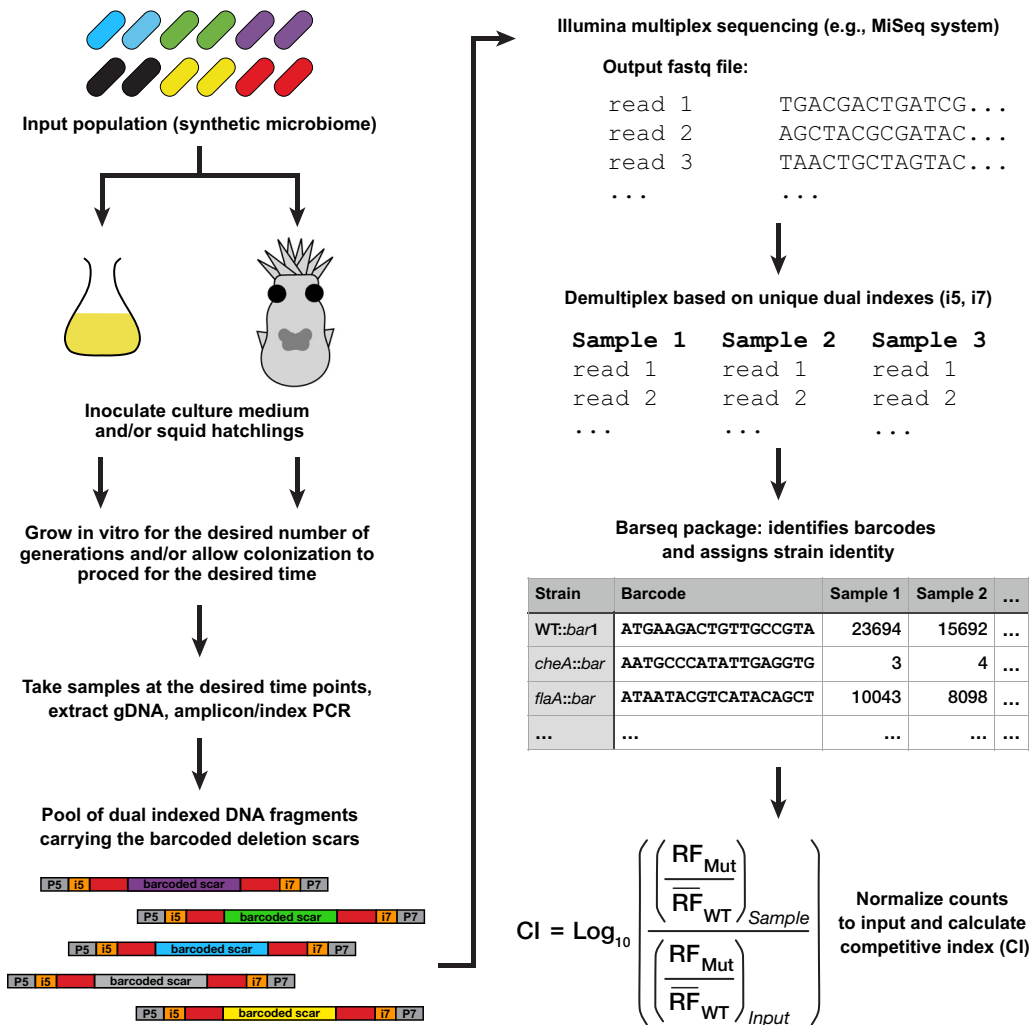 Input population (synthetic microbiome)
Inoculate culture medium
and/or squid hatchlings
Grow in vitro for the desired number of
generations and/or allow colonization to
proced for the desired time
Take samples at the desired time points,
extract gDNA, amplicon/index PCR
Pool of dual indexed DNA fragments
carrying the barcoded deletion scars
P5 i5 barcoded scar i7 P7
P5 i5 barcoded scar i7 P7
P5 i5 barcoded scar i7 P7
P5 i5 barcoded scar i7 P7
P5 i5 barcoded scar i7 P7
Illumina multiplex sequencing (e.g., MiSeq system)
Output fastq file:
read 1 TGACGACTGATCG...
read 2 AGCTACGCGATAC...
read 3 TAACTGCTAGTAC...
... ...
Demultiplex based on unique dual indexes (i5, i7)
Sample 1 Sample 2 Sample 3
read 1 read 1 read 1
read 2 read 2 read 2
... ... ...
Barseq package: identifies barcodes
and assigns strain identity
Strain Barcode Sample 1 Sample 2 ...
WT::bar1 ATGAAGACTGTTGCCGTA 23694 15692 ...
cheA::bar AATGCCCATATTGAGGTG 3 4 ...
flaA::bar ATAATACGTCATACAGCT 10043 8098 ...
... ... ... ... ...
CI = Log10
RF Mut
RF WT
Sample
RF Mut
RF WT
Input
Normalize counts
to input and calculate
competitive index (CI)